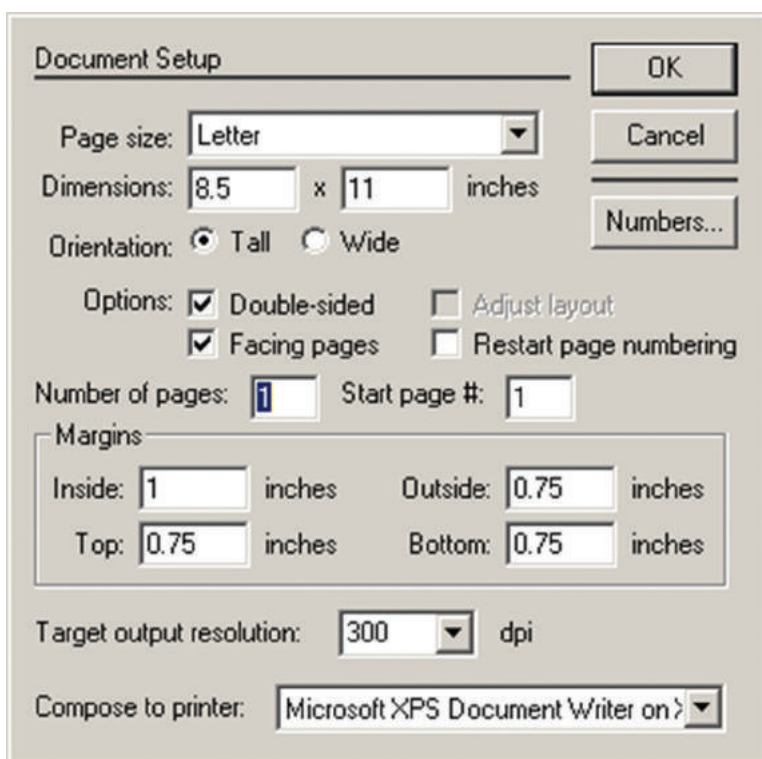 Document Setup
OK
Page size: Letter
Cancel
Dimensions: 8.5 x 11 inches
Numbers...
Orientation: Tall Wide
Options: Double-sided Adjust layout
Facing pages Restart page numbering
Number of pages: 1 Start page #: 1
Margins
Inside: 1 inches Outside: 0.75 inches
Top: 0.75 inches Bottom: 0.75 inches
Target output resolution: 300 dpi
Compose to printer: Microsoft XPS Document Writer on